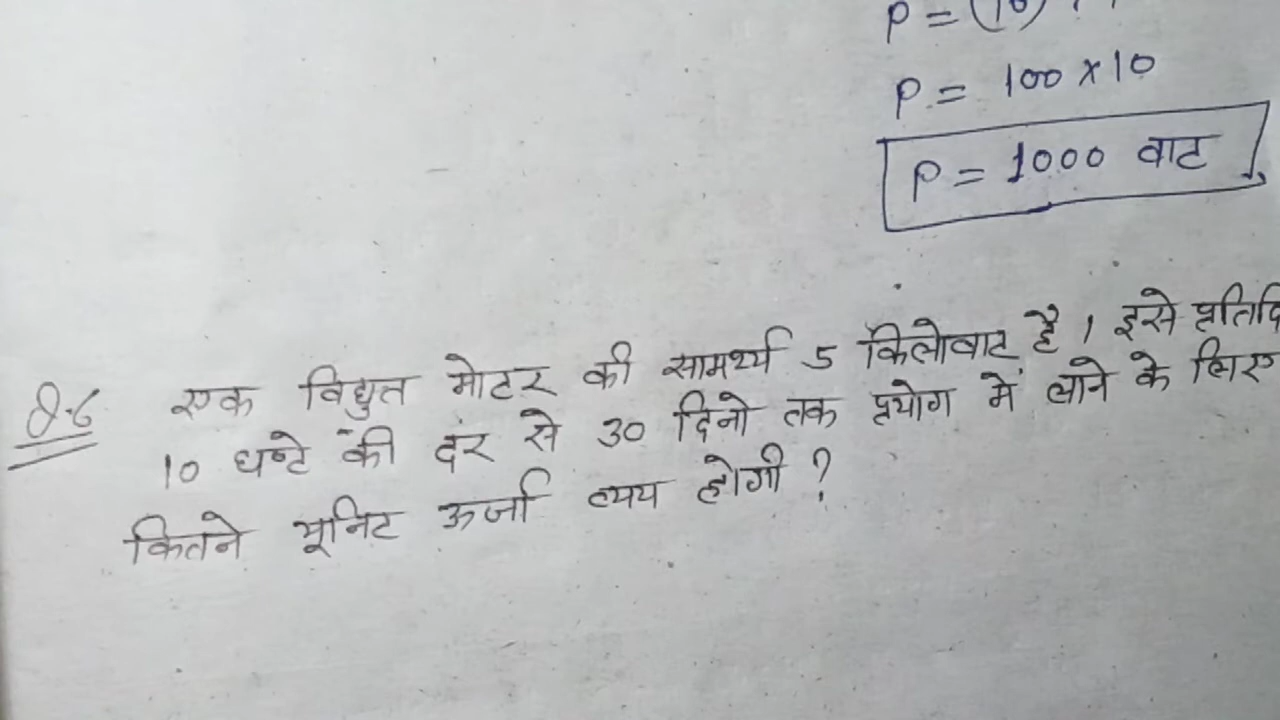 P = (10)
P = 100 × 10
P = 1000 वाट
Q.6 एक विद्युत मोटर की सामर्थ्य 5 किलोवाट है। इसे प्रतिदि
10 घण्टे की दर से 30 दिनो तक प्रयोग में लाने के लिए
कितने यूनिट ऊर्जा व्यय होगी ?